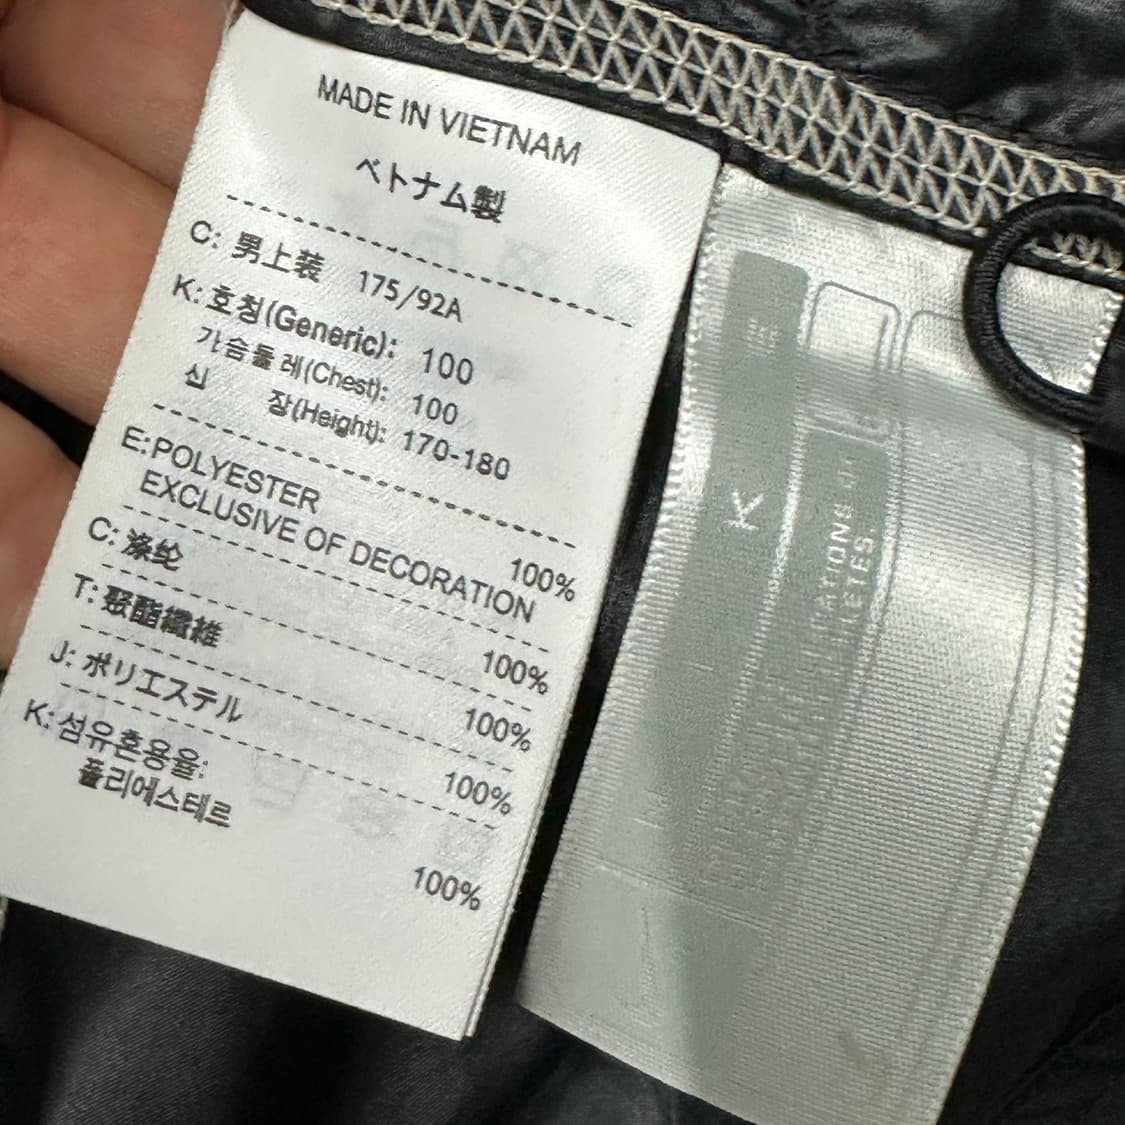 MADE IN VIETNAM
ベトナム製
C: 男上装 175/92A
K: 호칭(Generic): 100
가슴둘레(Chest): 100
신 장(Height): 170-180
E: POLYESTER 100%
EXCLUSIVE OF DECORATION
C: 涤纶 100%
T: 聚酯纖維 100%
J: ポリエステル 100%
K: 섬유혼용율:
폴리에스테르 100%
K